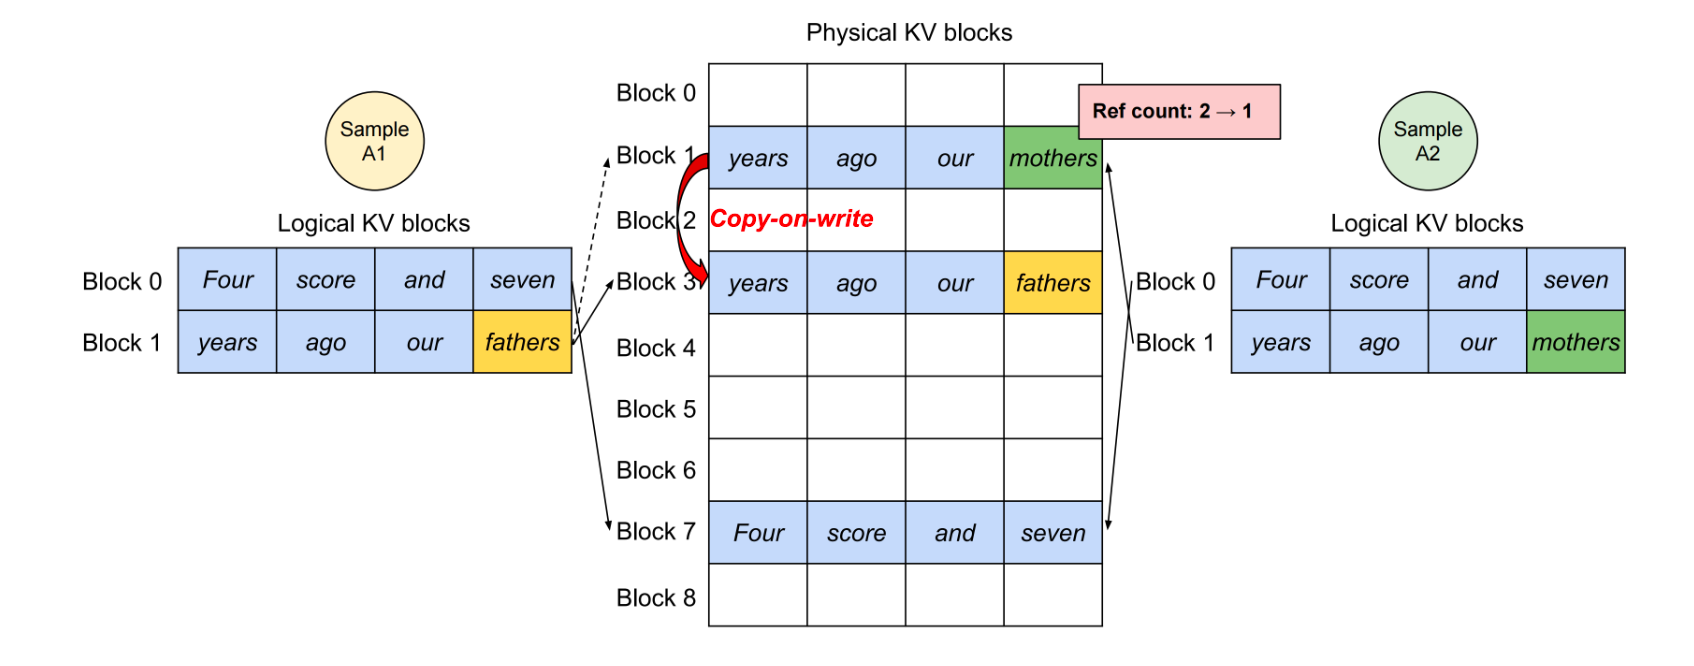 Physical KV blocks
Block 0
Ref count: 2 → 1
Sample
A1
Sample
A2
Block 1
years ago our mothers
Logical KV blocks
Block 2
Copy-on-write
Logical KV blocks
Block 0
Four score and seven
Block 3
years ago our fathers
Block 0
Four score and seven
Block 1
years ago our fathers
Block 4
Block 1
years ago our mothers
Block 5
Block 6
Block 7
Four score and seven
Block 8